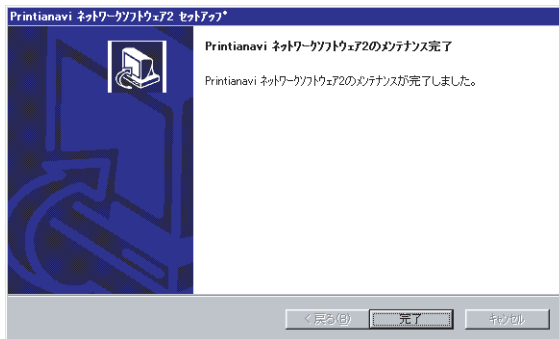 Printianavi ネットワークソフトウェア2 セットアップ
Printianavi ネットワークソフトウェア2のメンテナンス完了
Printianavi ネットワークソフトウェア2のメンテナンスが完了しました。
< 戻る(B)
完了
キャンセル